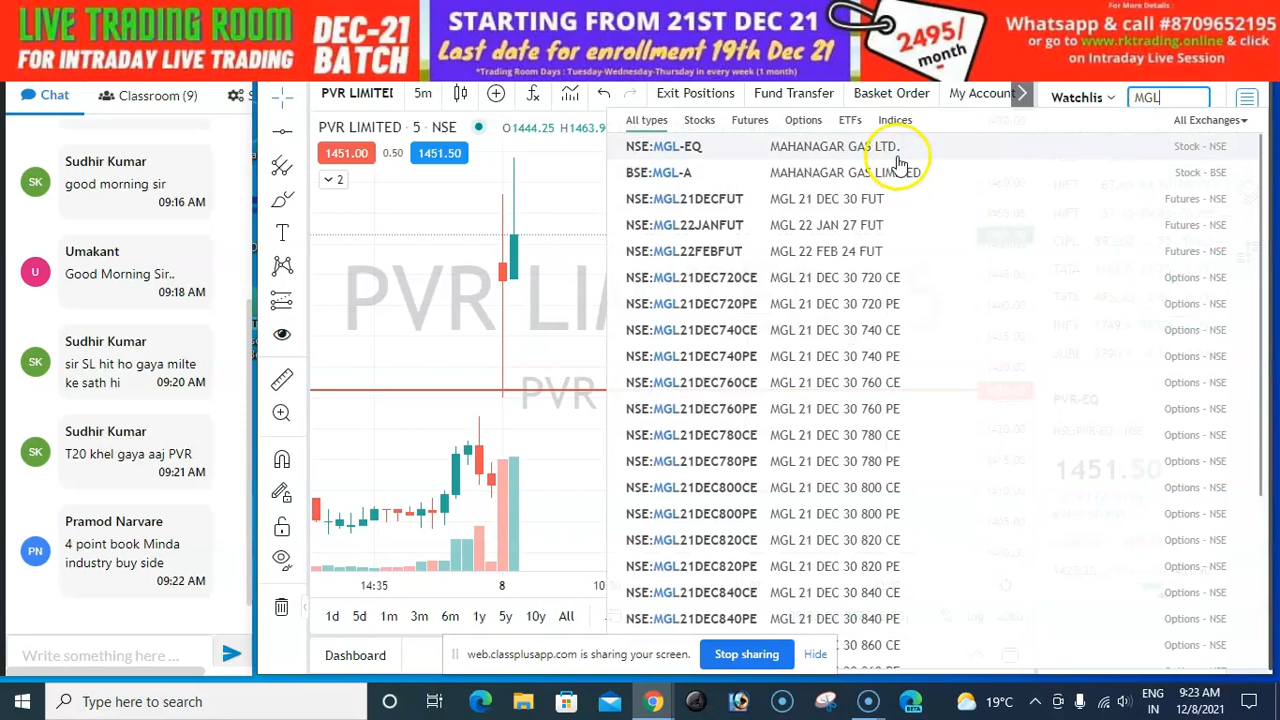 LIVE TRADING ROOM
FOR INTRADAY LIVE TRADING
DEC-21
BATCH
STARTING FROM 21ST DEC 21
Last date for enrollment 19th Dec 21
*Trading Room Days : Tuesday-Wednesday-Thursday in every week (1 month)
2495/
month
For More Details :
Whatsapp & call #8709652195
or go to www.rktrading.online & click
on Intraday Live Session
Chat
Classroom (9)
Sudhir Kumar
SK
good morning sir
09:16 AM
Umakant
U
Good Morning Sir..
09:18 AM
Sudhir Kumar
SK
sir SL hit ho gaya milte
ke sath hi
09:20 AM
Sudhir Kumar
SK
T20 khel gaya aaj PVR
09:21 AM
Pramod Narvare
PN
4 point book Minda
industry buy side
09:22 AM
Write something here ...
PVR LIMITED
5m
Exit Positions
Fund Transfer
Basket Order
My Account
Watchlis
MGL
PVR LIMITED · 5 · NSE
O1444.25
H1463.9
1451.00
0.50
1451.50
2
PVR LIM
PVR
14:35
8
10:
1d 5d 1m 3m 6m 1y 5y 10y All
Dashboard
All types Stocks Futures Options ETFs Indices All Exchanges
NSE:MGL-EQ MAHANAGAR GAS LTD. Stock - NSE
BSE:MGL-A MAHANAGAR GAS LIMITED Stock - BSE
NSE:MGL21DECFUT MGL 21 DEC 30 FUT Futures - NSE
NSE:MGL22JANFUT MGL 22 JAN 27 FUT Futures - NSE
NSE:MGL22FEBFUT MGL 22 FEB 24 FUT Futures - NSE
NSE:MGL21DEC720CE MGL 21 DEC 30 720 CE Options - NSE
NSE:MGL21DEC720PE MGL 21 DEC 30 720 PE Options - NSE
NSE:MGL21DEC740CE MGL 21 DEC 30 740 CE Options - NSE
NSE:MGL21DEC740PE MGL 21 DEC 30 740 PE Options - NSE
NSE:MGL21DEC760CE MGL 21 DEC 30 760 CE Options - NSE
NSE:MGL21DEC760PE MGL 21 DEC 30 760 PE Options - NSE
NSE:MGL21DEC780CE MGL 21 DEC 30 780 CE Options - NSE
NSE:MGL21DEC780PE MGL 21 DEC 30 780 PE Options - NSE
NSE:MGL21DEC800CE MGL 21 DEC 30 800 CE Options - NSE
NSE:MGL21DEC800PE MGL 21 DEC 30 800 PE Options - NSE
NSE:MGL21DEC820CE MGL 21 DEC 30 820 CE Options - NSE
NSE:MGL21DEC820PE MGL 21 DEC 30 820 PE Options - NSE
NSE:MGL21DEC840CE MGL 21 DEC 30 840 CE Options - NSE
NSE:MGL21DEC840PE MGL 21 DEC 30 840 PE Options - NSE
MGL 21 DEC 30 860 CE Options - NSE
PVR-EQ
1451.50
web.classplusapp.com is sharing your screen.
Stop sharing
Hide
Type here to search
19°C
ENG
IN
9:23 AM
12/8/2021